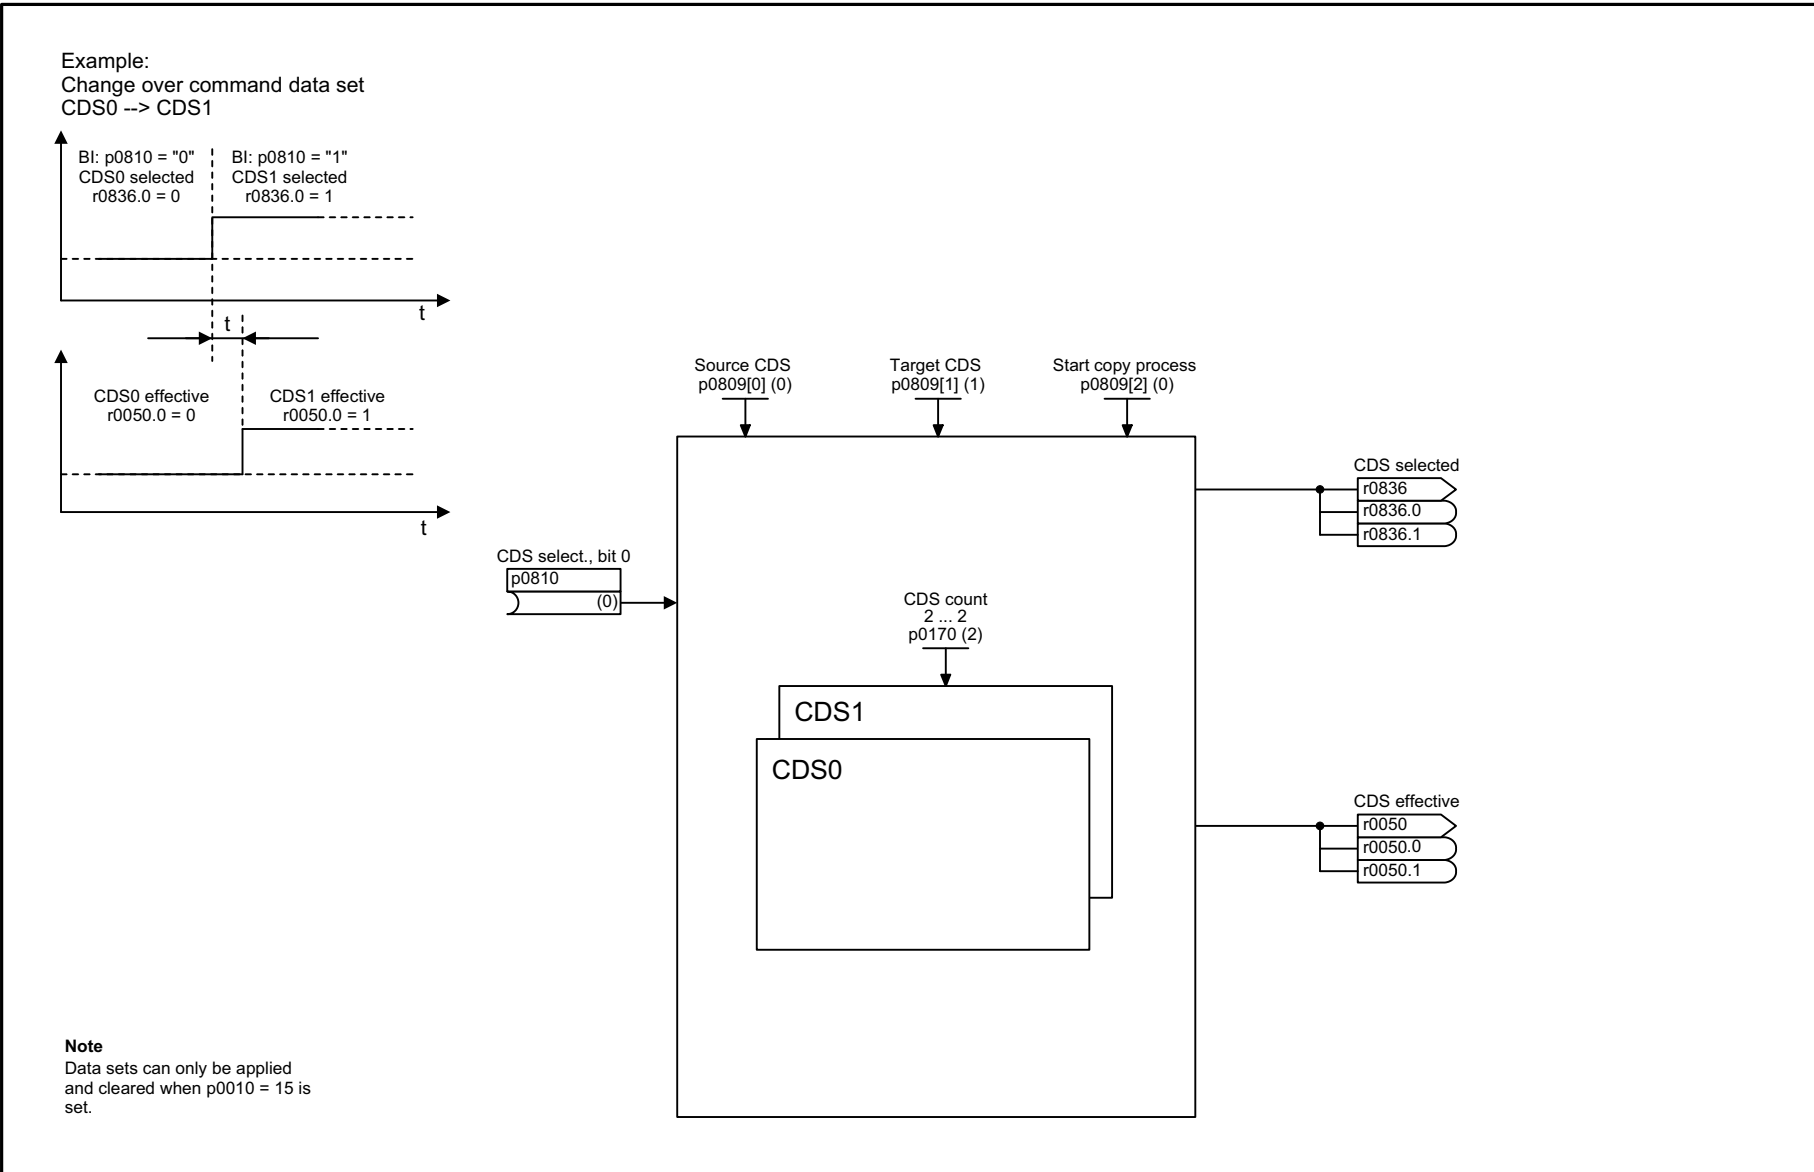 Example:
Change over command data set
CDS0 --> CDS1
BI: p0810 = "0"
CDS0 selected
r0836.0 = 0
BI: p0810 = "1"
CDS1 selected
r0836.0 = 1
t
t
CDS0 effective
r0050.0 = 0
CDS1 effective
r0050.0 = 1
t
Source CDS
p0809[0] (0)
Target CDS
p0809[1] (1)
Start copy process
p0809[2] (0)
CDS selected
r0836
r0836.0
r0836.1
CDS select., bit 0
p0810
(0)
CDS count
2 ... 2
p0170 (2)
CDS1
CDS0
CDS effective
r0050
r0050.0
r0050.1
Note
Data sets can only be applied
and cleared when p0010 = 15 is
set.